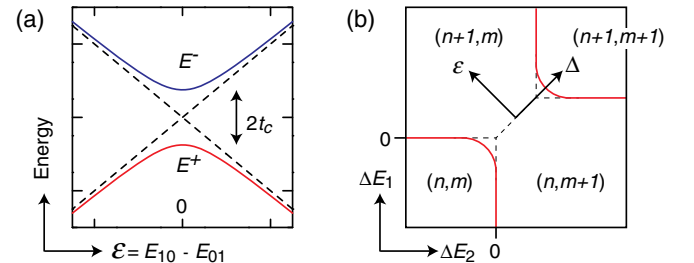 (a)
E⁻
2t_c
E⁺
0
Energy
ε = E₁₀ - E₀₁
(b)
(n+1,m)
(n+1,m+1)
ε
Δ
0
(n,m)
(n,m+1)
ΔE₁
ΔE₂
0